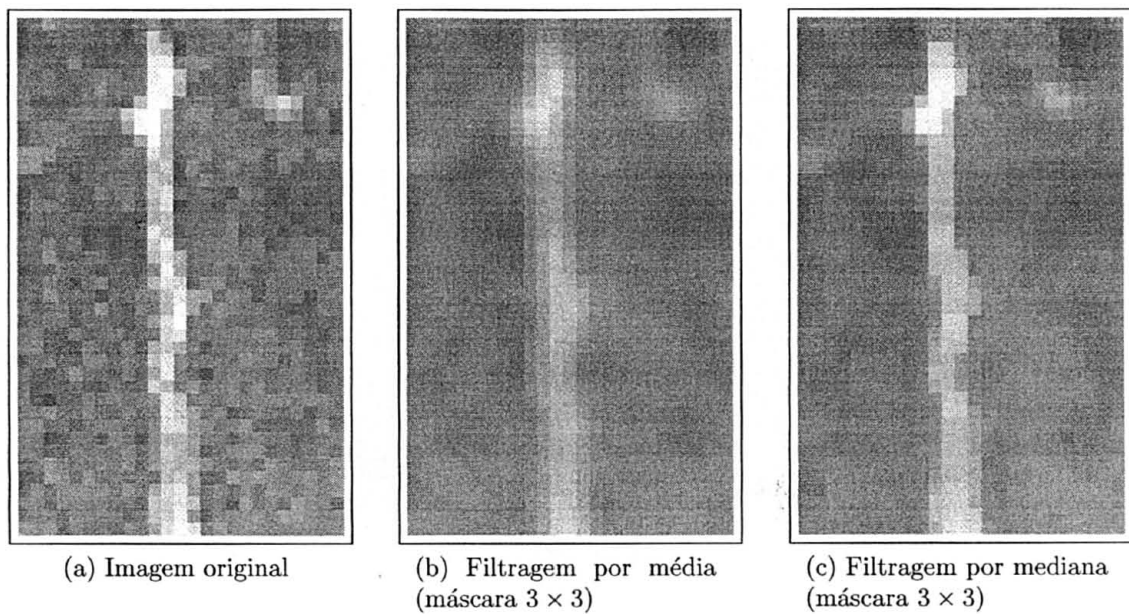 (a) Imagem original
(b) Filtragem por média
(máscara 3 × 3)
(c) Filtragem por mediana
(máscara 3 × 3)